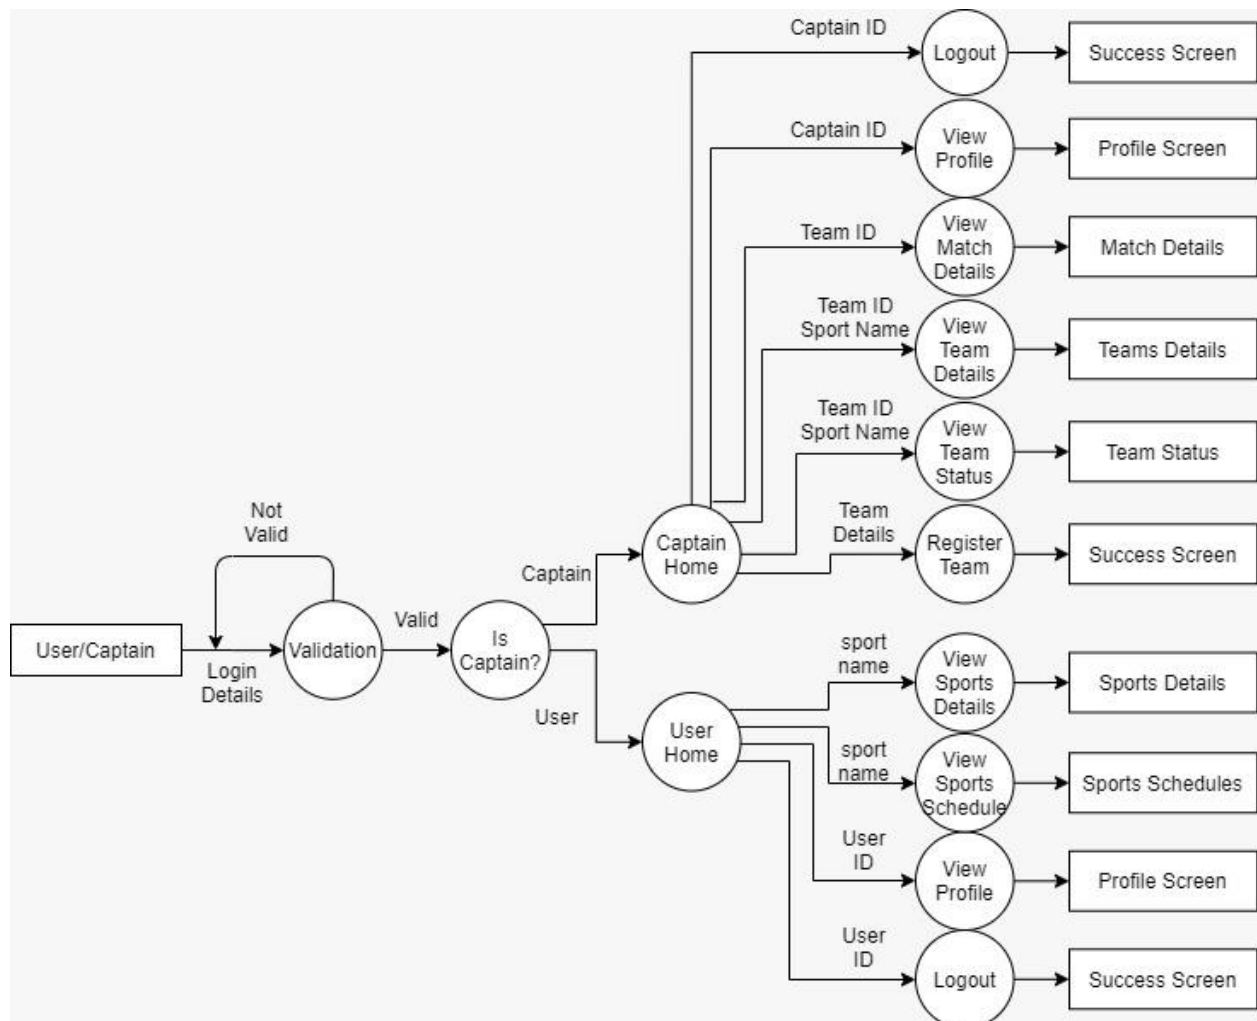 Captain ID
Logout
Success Screen
Captain ID
View
Profile
Profile Screen
Team ID
View
Match
Details
Match Details
Team ID
Sport Name
View
Team
Details
Teams Details
Team ID
Sport Name
View
Team
Status
Team Status
Team
Details
Register
Team
Success Screen
Captain
Home
Not
Valid
Captain
User/Captain
Login
Details
Validation
Valid
Is
Captain?
User
User
Home
sport
name
View
Sports
Details
Sports Details
sport
name
View
Sports
Schedule
Sports Schedules
User
ID
View
Profile
Profile Screen
User
ID
Logout
Success Screen